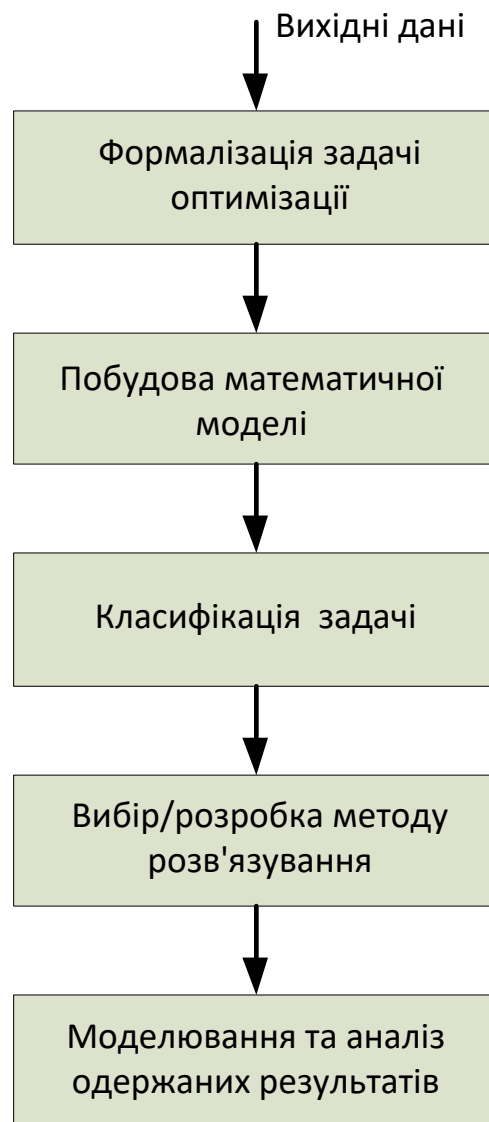 Вихідні дані
Формалізація задачі
оптимізації
Побудова математичної
моделі
Класифікація  задачі
Вибір/розробка методу
розв'язування
Моделювання та аналіз
одержаних результатів